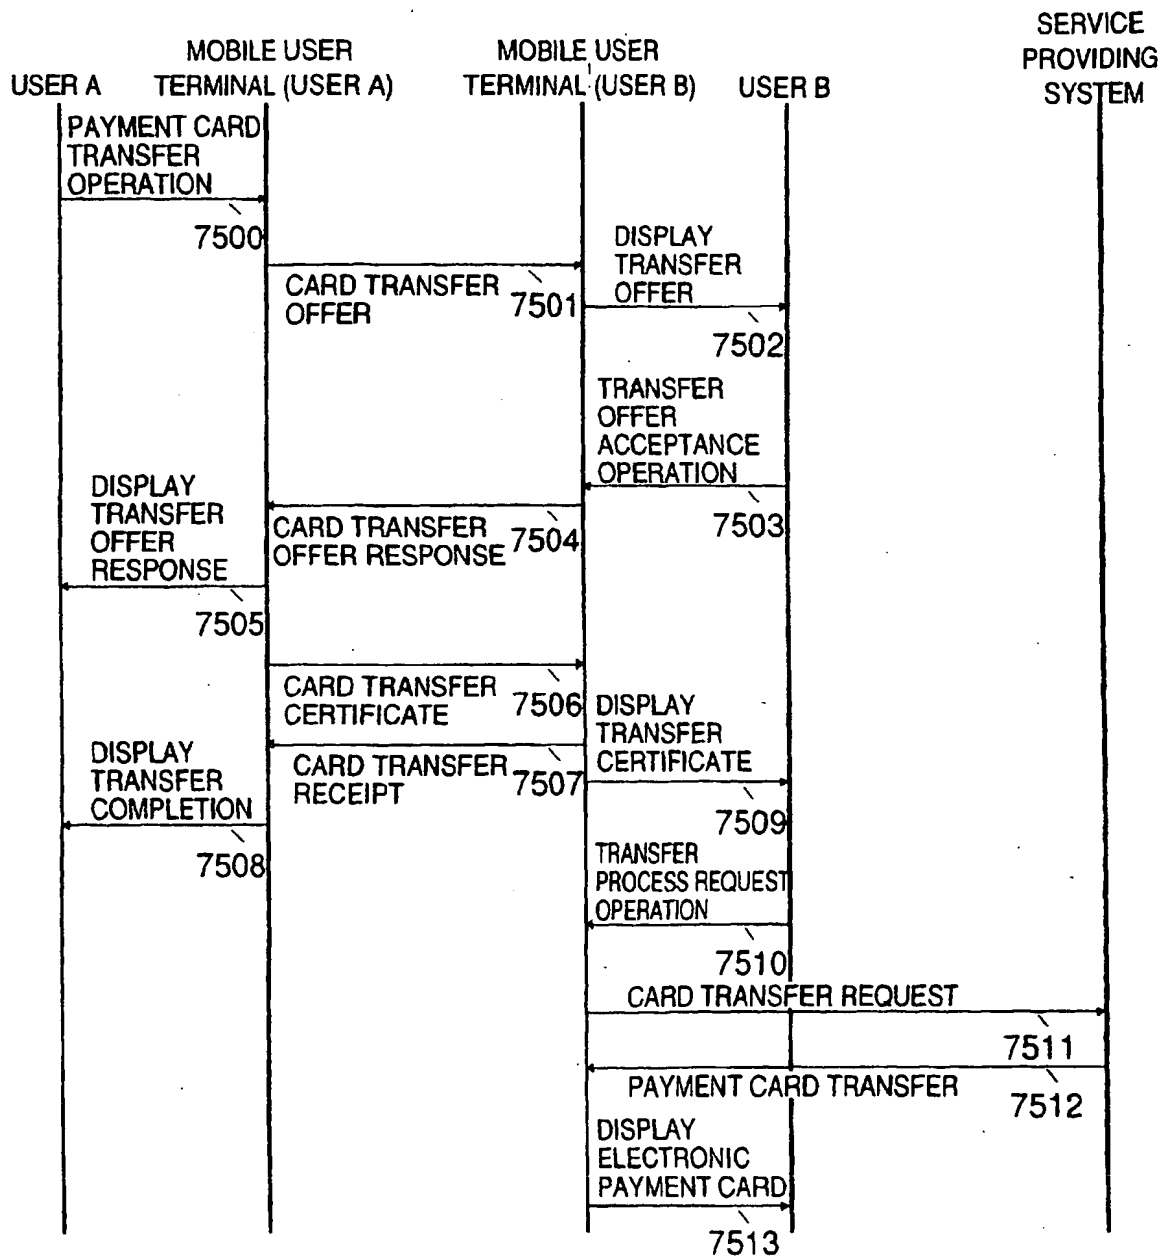 SERVICE
PROVIDING
SYSTEM
MOBILE USER
TERMINAL (USER A)
MOBILE USER
TERMINAL (USER B)
USER A
USER B
PAYMENT CARD
TRANSFER
OPERATION
7500
CARD TRANSFER
OFFER
7501
DISPLAY
TRANSFER
OFFER
7502
TRANSFER
OFFER
ACCEPTANCE
OPERATION
7503
CARD TRANSFER
OFFER RESPONSE
7504
DISPLAY
TRANSFER
OFFER
RESPONSE
7505
CARD TRANSFER
CERTIFICATE
7506
CARD TRANSFER
RECEIPT
7507
DISPLAY
TRANSFER
COMPLETION
7508
DISPLAY
TRANSFER
CERTIFICATE
7509
TRANSFER
PROCESS REQUEST
OPERATION
7510
CARD TRANSFER REQUEST
7511
PAYMENT CARD TRANSFER
7512
DISPLAY
ELECTRONIC
PAYMENT CARD
7513